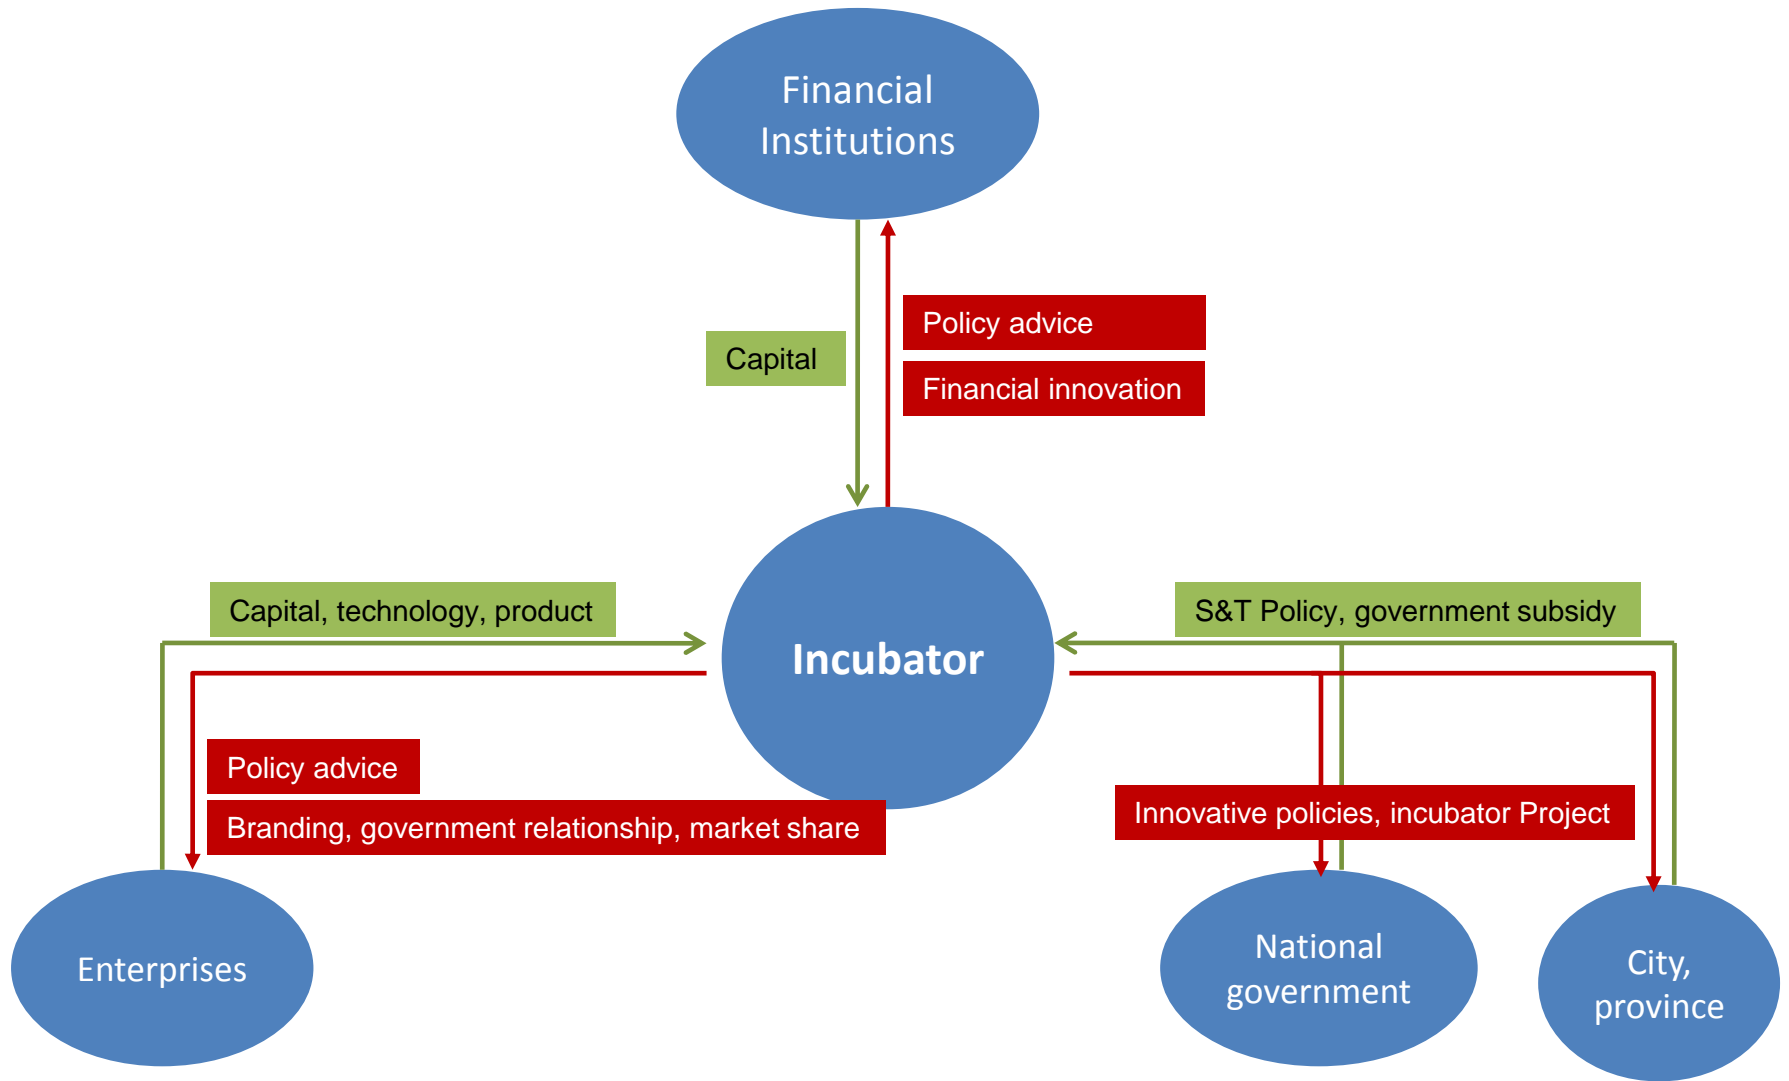 Financial
Institutions
Policy advice
Capital
Financial innovation
Capital, technology, product
S&T Policy, government subsidy
Incubator
Policy advice
Branding, government relationship, market share
Innovative policies, incubator Project
Enterprises
National
government
City,
province